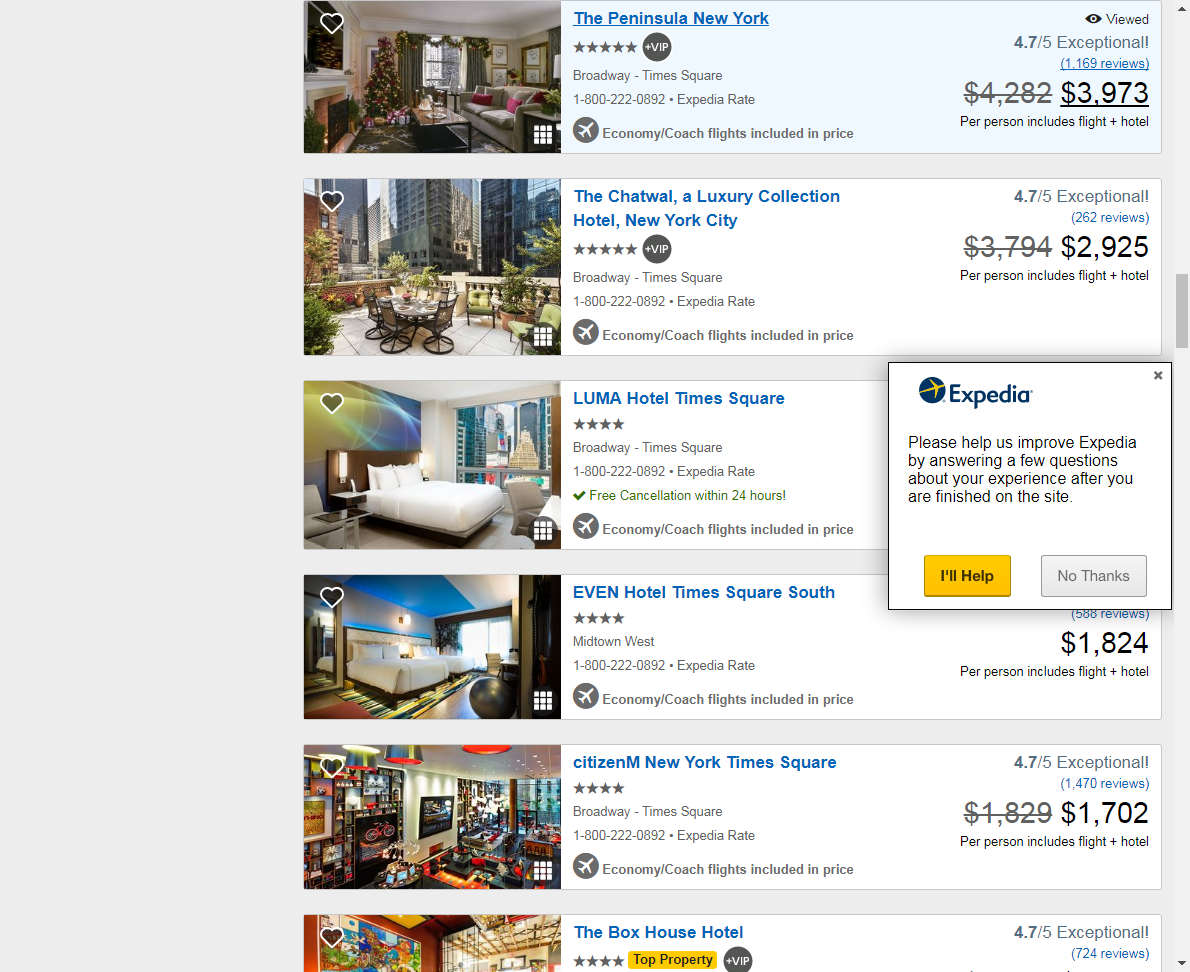 The Peninsula New York
Viewed
+VIP
4.7/5 Exceptional!
(1,169 reviews)
Broadway - Times Square
1-800-222-0892 • Expedia Rate
$4,282 $3,973
Per person includes flight + hotel
Economy/Coach flights included in price
The Chatwal, a Luxury Collection
Hotel, New York City
4.7/5 Exceptional!
(262 reviews)
+VIP
$3,794 $2,925
Broadway - Times Square
Per person includes flight + hotel
1-800-222-0892 • Expedia Rate
Economy/Coach flights included in price
LUMA Hotel Times Square
Broadway - Times Square
1-800-222-0892 • Expedia Rate
Free Cancellation within 24 hours!
Economy/Coach flights included in price
Expedia
Please help us improve Expedia
by answering a few questions
about your experience after you
are finished on the site.
I'll Help
No Thanks
EVEN Hotel Times Square South
(588 reviews)
Midtown West
$1,824
1-800-222-0892 • Expedia Rate
Per person includes flight + hotel
Economy/Coach flights included in price
citizenM New York Times Square
4.7/5 Exceptional!
(1,470 reviews)
Broadway - Times Square
$1,829 $1,702
1-800-222-0892 • Expedia Rate
Per person includes flight + hotel
Economy/Coach flights included in price
The Box House Hotel
4.7/5 Exceptional!
(724 reviews)
Top Property
+VIP